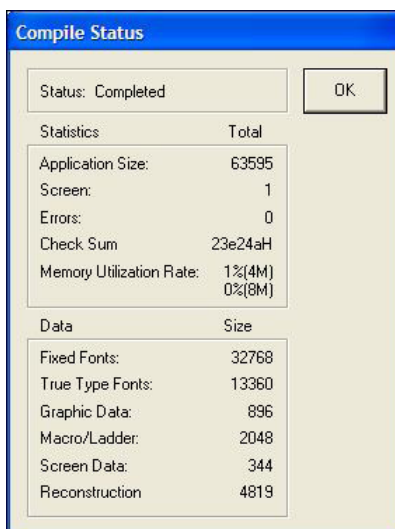 Compile Status
Status: Completed
OK
Statistics Total
Application Size: 63595
Screen: 1
Errors: 0
Check Sum 23e24aH
Memory Utilization Rate: 1%(4M)
0%(8M)
Data Size
Fixed Fonts: 32768
True Type Fonts: 13360
Graphic Data: 896
Macro/Ladder: 2048
Screen Data: 344
Reconstruction 4819